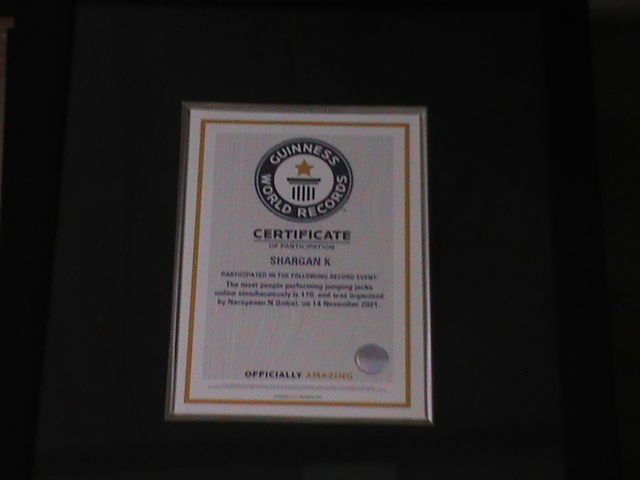 GUINNESS
WORLD RECORDS
CERTIFICATE
OF PARTICIPATION
SHARGAN K
PARTICIPATED IN THE FOLLOWING RECORD EVENT:
The most people performing jumping jacks
online simultaneously is and was organised
by Narayanan N (India), on 14 November 2021.
OFFICIALLY AMAZING